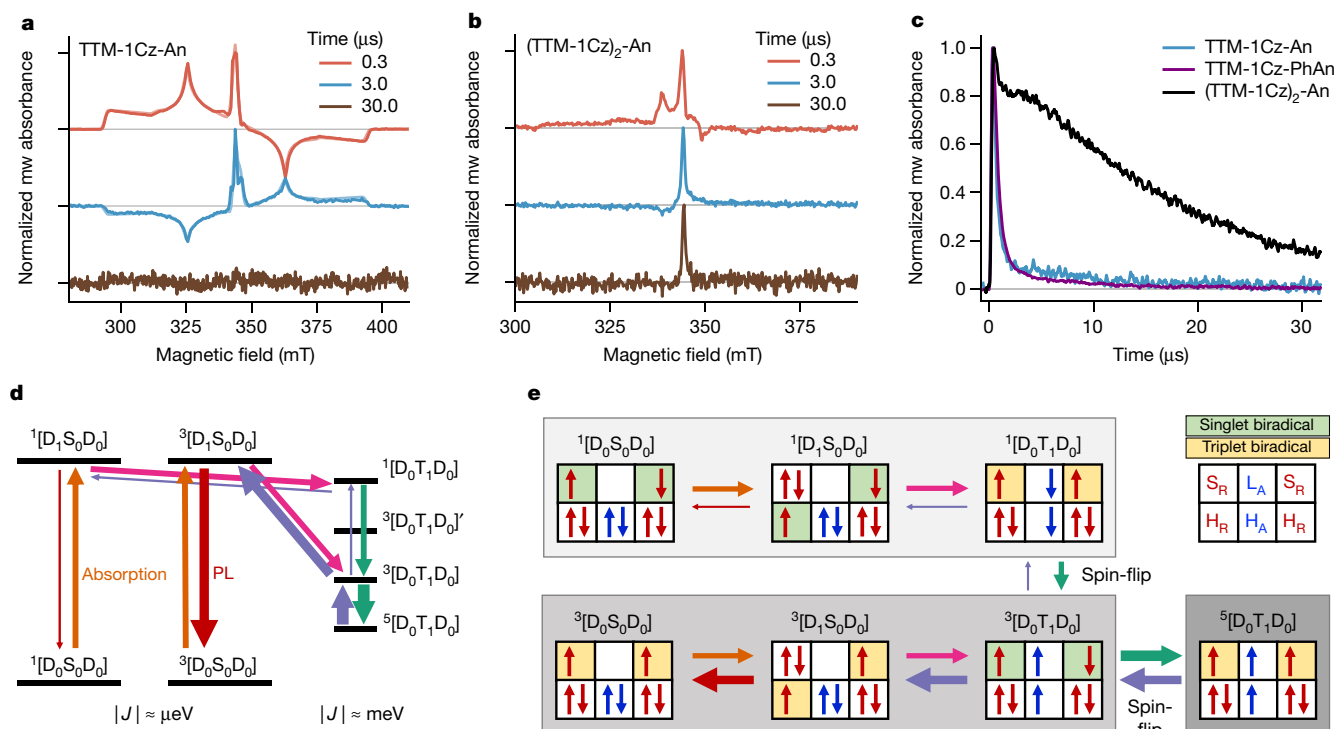 a
TTM-1Cz-An
Time (μs)
0.3
3.0
30.0
Normalized mw absorbance
300
325
350
375
400
Magnetic field (mT)
b
(TTM-1Cz)₂-An
Time (μs)
0.3
3.0
30.0
Normalized mw absorbance
300
325
350
375
Magnetic field (mT)
c
TTM-1Cz-An
TTM-1Cz-PhAn
(TTM-1Cz)₂-An
Normalized mw absorbance
1.0
0.8
0.6
0.4
0.2
0
0
10
20
30
Time (μs)
d
¹[D₁S₀D₀]
³[D₁S₀D₀]
¹[D₀T₁D₀]
³[D₀T₁D₀]′
³[D₀T₁D₀]
⁵[D₀T₁D₀]
Absorption
PL
¹[D₀S₀D₀]
³[D₀S₀D₀]
|J| ≈ μeV
|J| ≈ meV
e
¹[D₀S₀D₀]
¹[D₁S₀D₀]
¹[D₀T₁D₀]
Singlet biradical
Triplet biradical
S_R L_A S_R
H_R H_A H_R
Spin-flip
³[D₀S₀D₀]
³[D₁S₀D₀]
³[D₀T₁D₀]
⁵[D₀T₁D₀]
Spin-